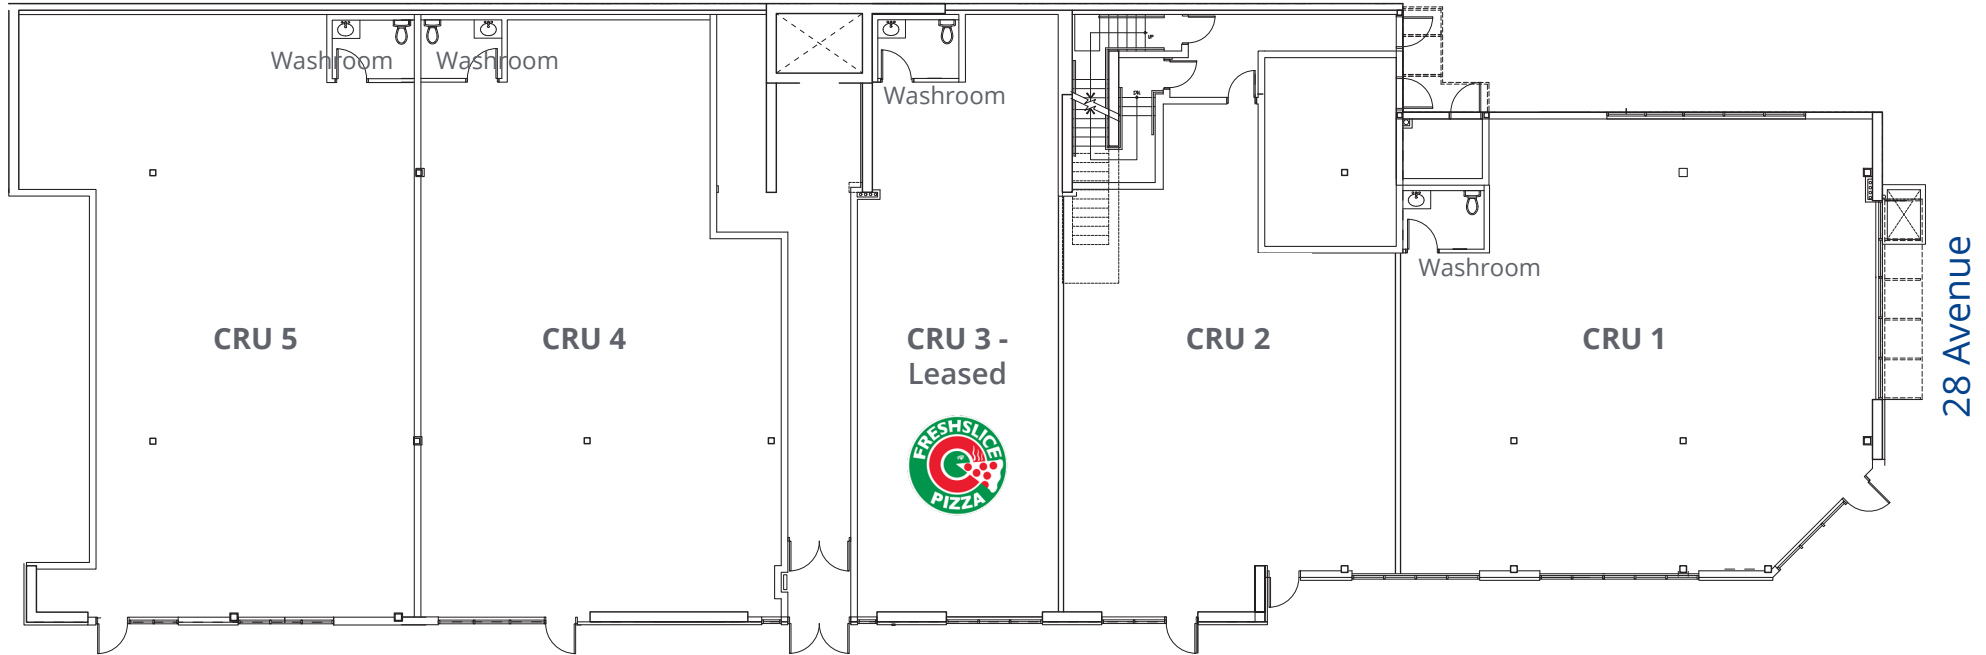 Washroom
Washroom
Washroom
UP
Washroom
CRU 5
CRU 4
CRU 3 -
Leased
CRU 2
CRU 1
28 Avenue
FRESHSLICE
PIZZA